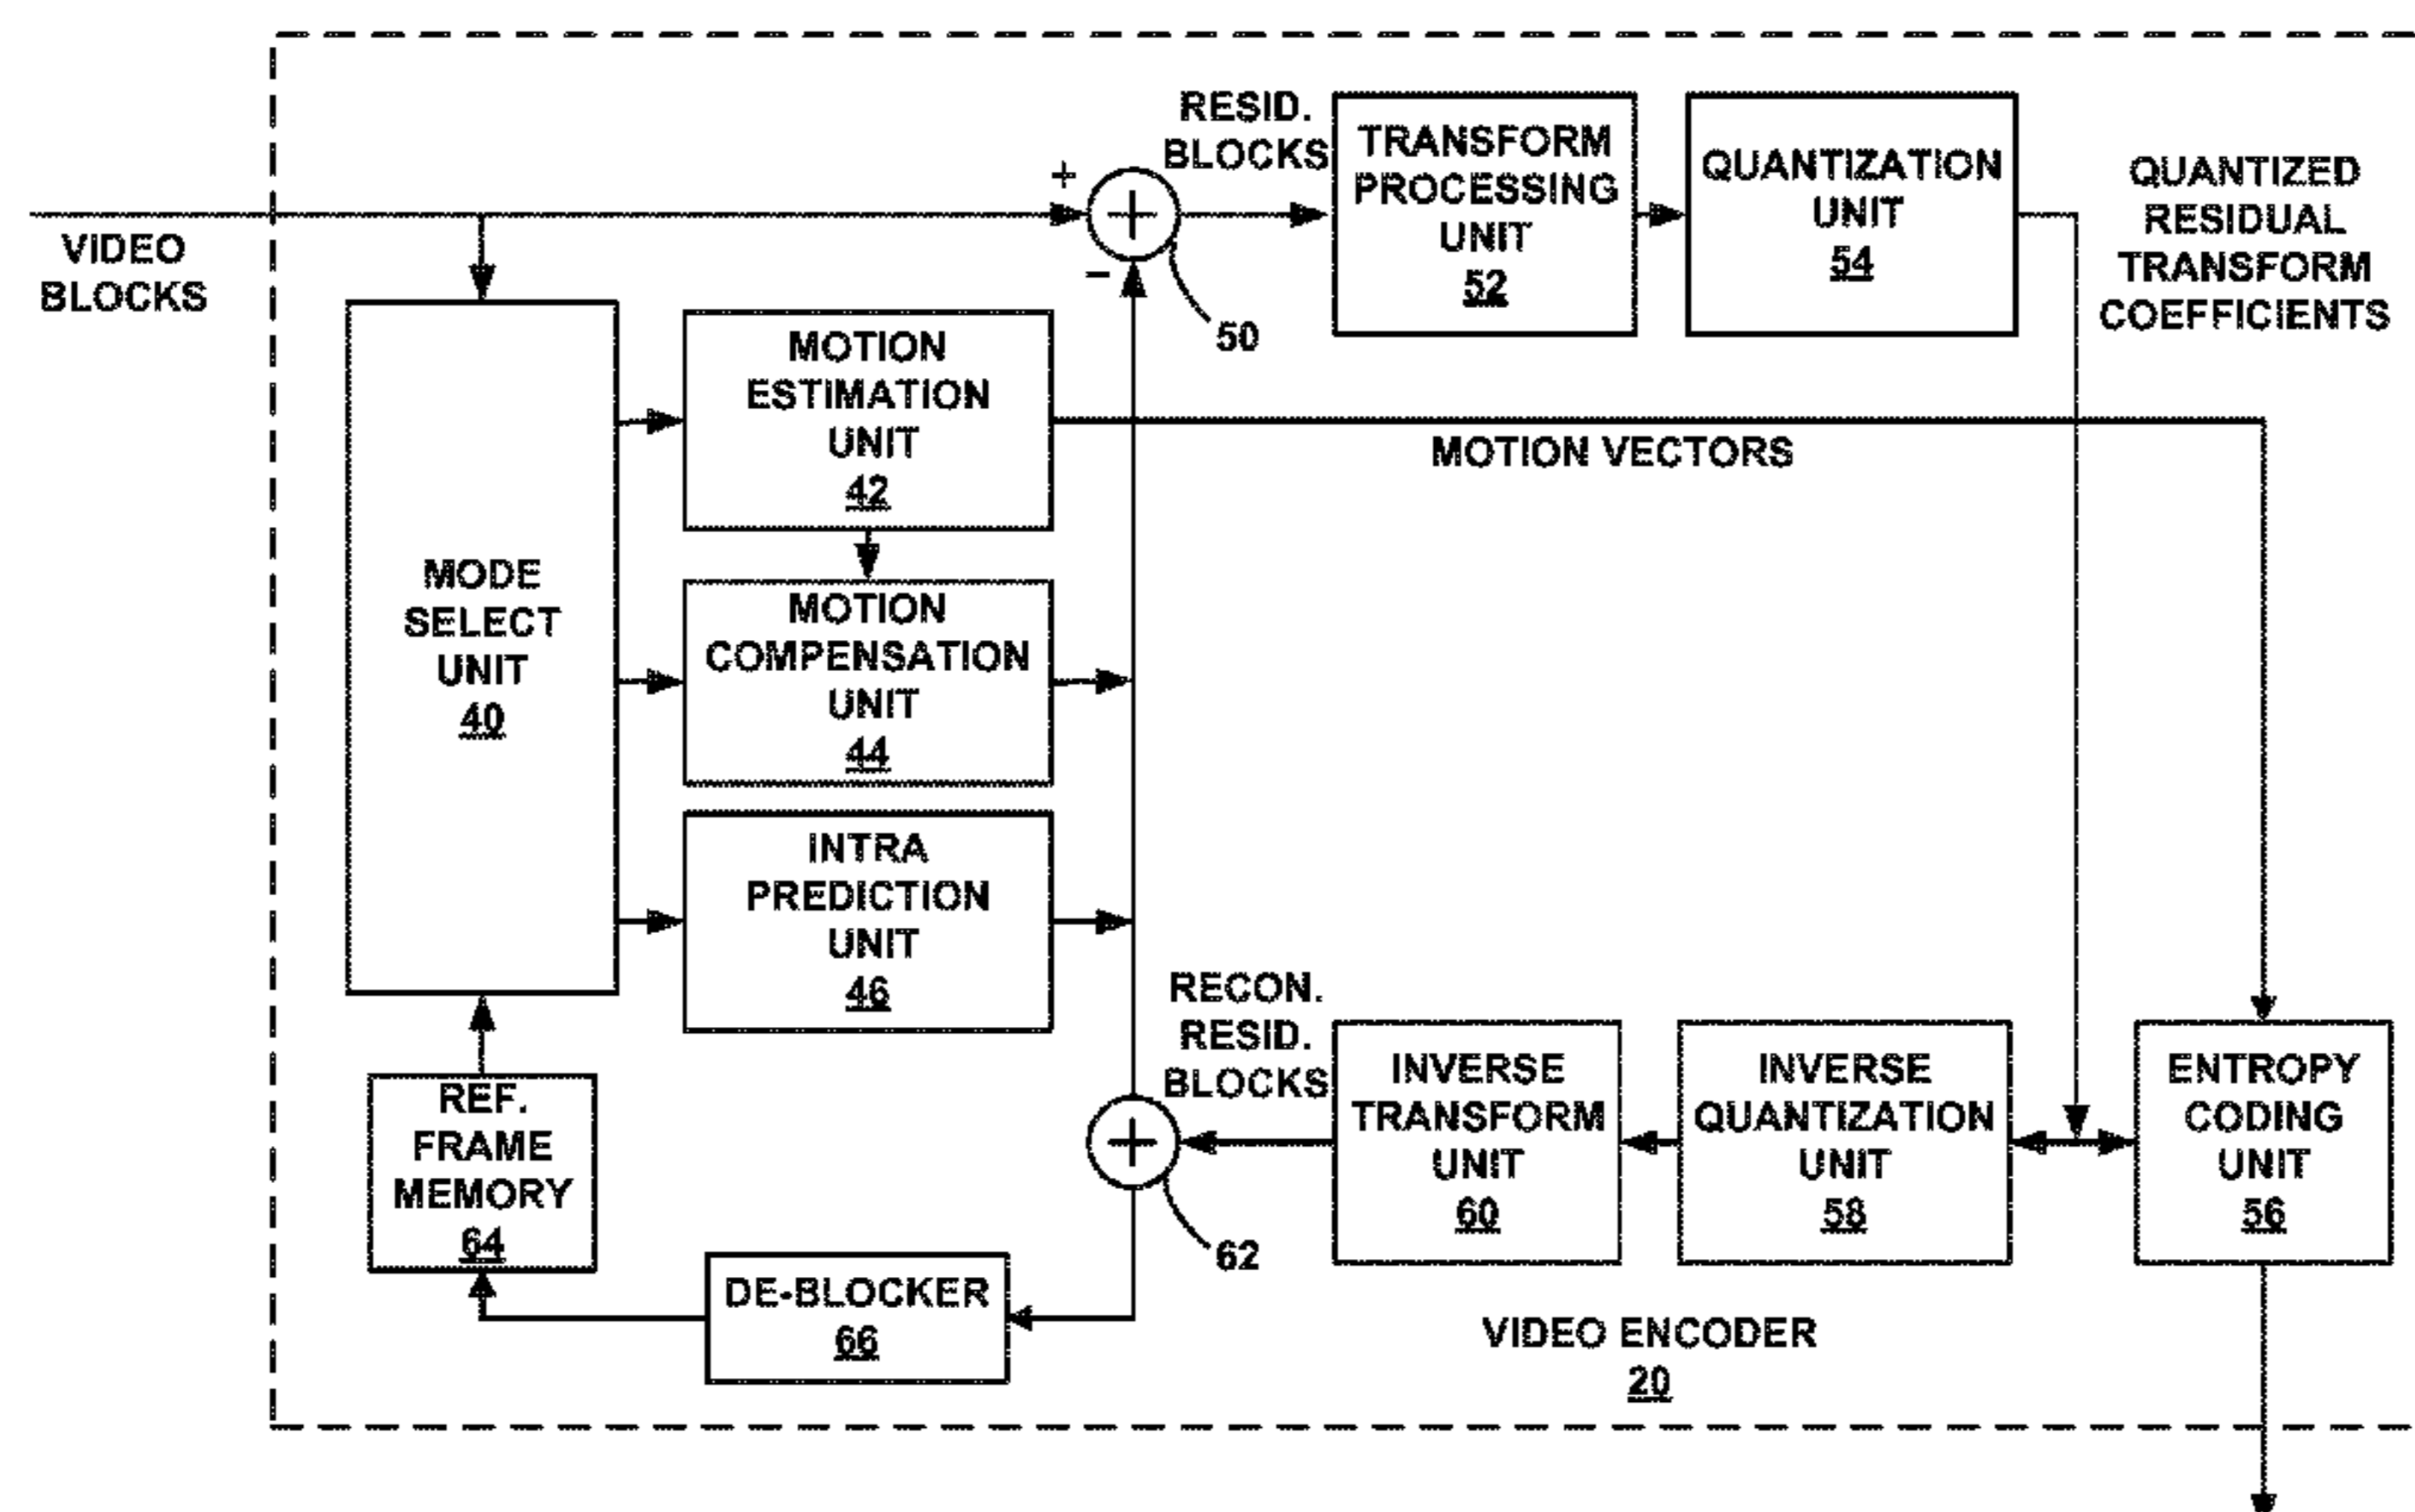 VIDEO
BLOCKS
RESID.
BLOCKS
+
−
50
TRANSFORM
PROCESSING
UNIT
52
QUANTIZATION
UNIT
54
QUANTIZED
RESIDUAL
TRANSFORM
COEFFICIENTS
MODE
SELECT
UNIT
40
MOTION
ESTIMATION
UNIT
42
MOTION VECTORS
MOTION
COMPENSATION
UNIT
44
INTRA
PREDICTION
UNIT
46
REF.
FRAME
MEMORY
64
DE-BLOCKER
66
RECON.
RESID.
BLOCKS
62
INVERSE
TRANSFORM
UNIT
60
INVERSE
QUANTIZATION
UNIT
58
ENTROPY
CODING
UNIT
56
VIDEO ENCODER
20